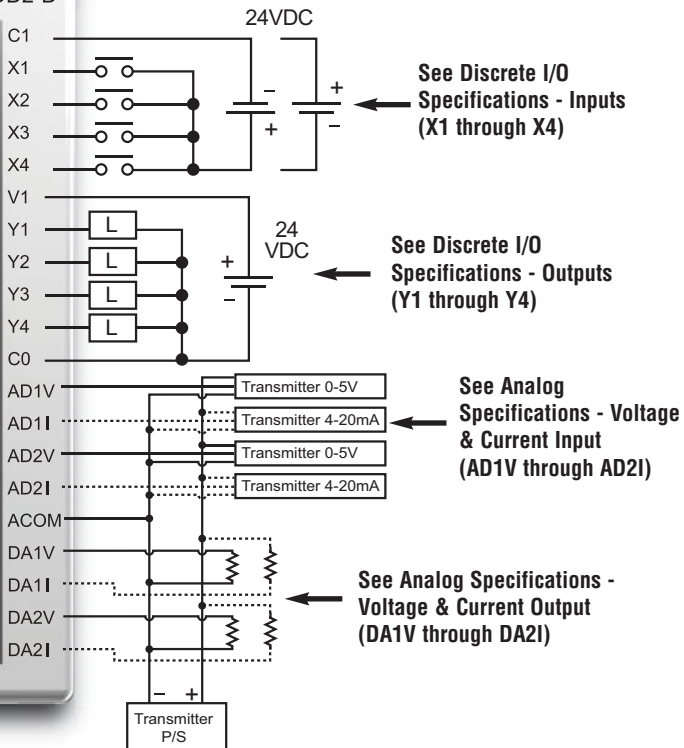 24VDC
C1
X1
X2
X3
X4
V1
Y1
Y2
Y3
Y4
C0
AD1V
AD1I
AD2V
AD2I
ACOM
DA1V
DA1I
DA2V
DA2I
- +
+ -
See Discrete I/O
Specifications - Inputs
(X1 through X4)
L
L
L
L
24
VDC
+
-
See Discrete I/O
Specifications - Outputs
(Y1 through Y4)
Transmitter 0-5V
Transmitter 4-20mA
Transmitter 0-5V
Transmitter 4-20mA
See Analog
Specifications - Voltage
& Current Input
(AD1V through AD2I)
See Analog Specifications -
Voltage & Current Output
(DA1V through DA2I)
- +
Transmitter
P/S